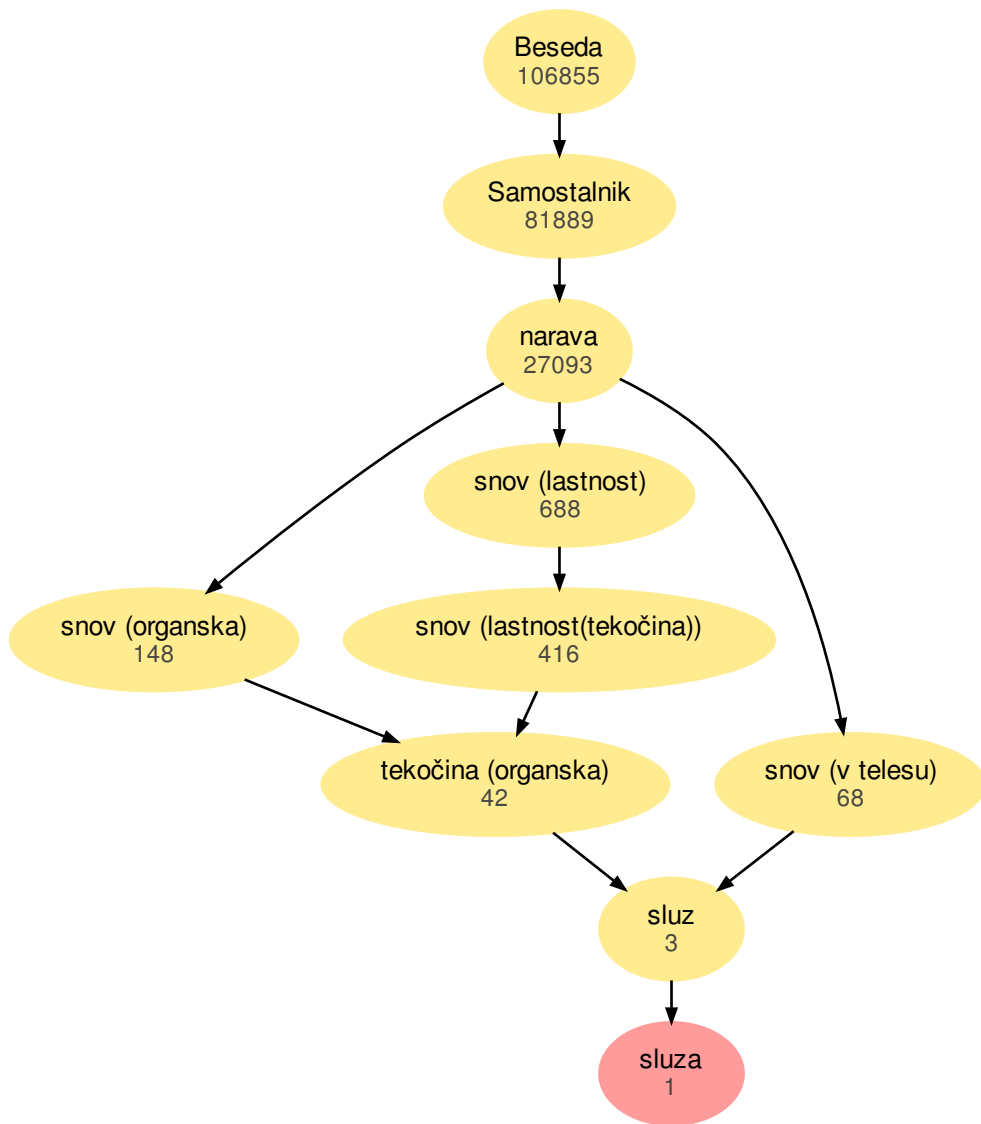 Beseda
106855
Samostalnik
81889
narava
27093
snov (lastnost)
688
snov (organska)
148
snov (lastnost(tekočina))
416
tekočina (organska)
42
snov (v telesu)
68
sluz
3
sluza
1